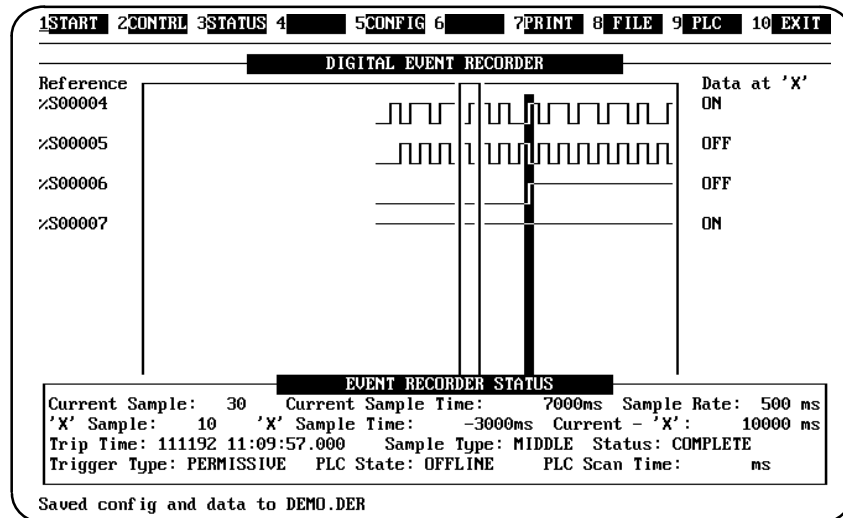 1START 2CONTRL 3STATUS 4 5CONFIG 6 7PRINT 8 FILE 9 PLC 10 EXIT
DIGITAL EVENT RECORDER
Reference Data at 'X'
%S00004 ON
%S00005 OFF
%S00006 OFF
%S00007 ON
EVENT RECORDER STATUS
Current Sample: 30 Current Sample Time: 7000ms Sample Rate: 500 ms
'X' Sample: 10 'X' Sample Time: -3000ms Current - 'X': 10000 ms
Trip Time: 111192 11:09:57.000 Sample Type: MIDDLE Status: COMPLETE
Trigger Type: PERMISSIVE PLC State: OFFLINE PLC Scan Time: ms
Saved config and data to DEMO.DER